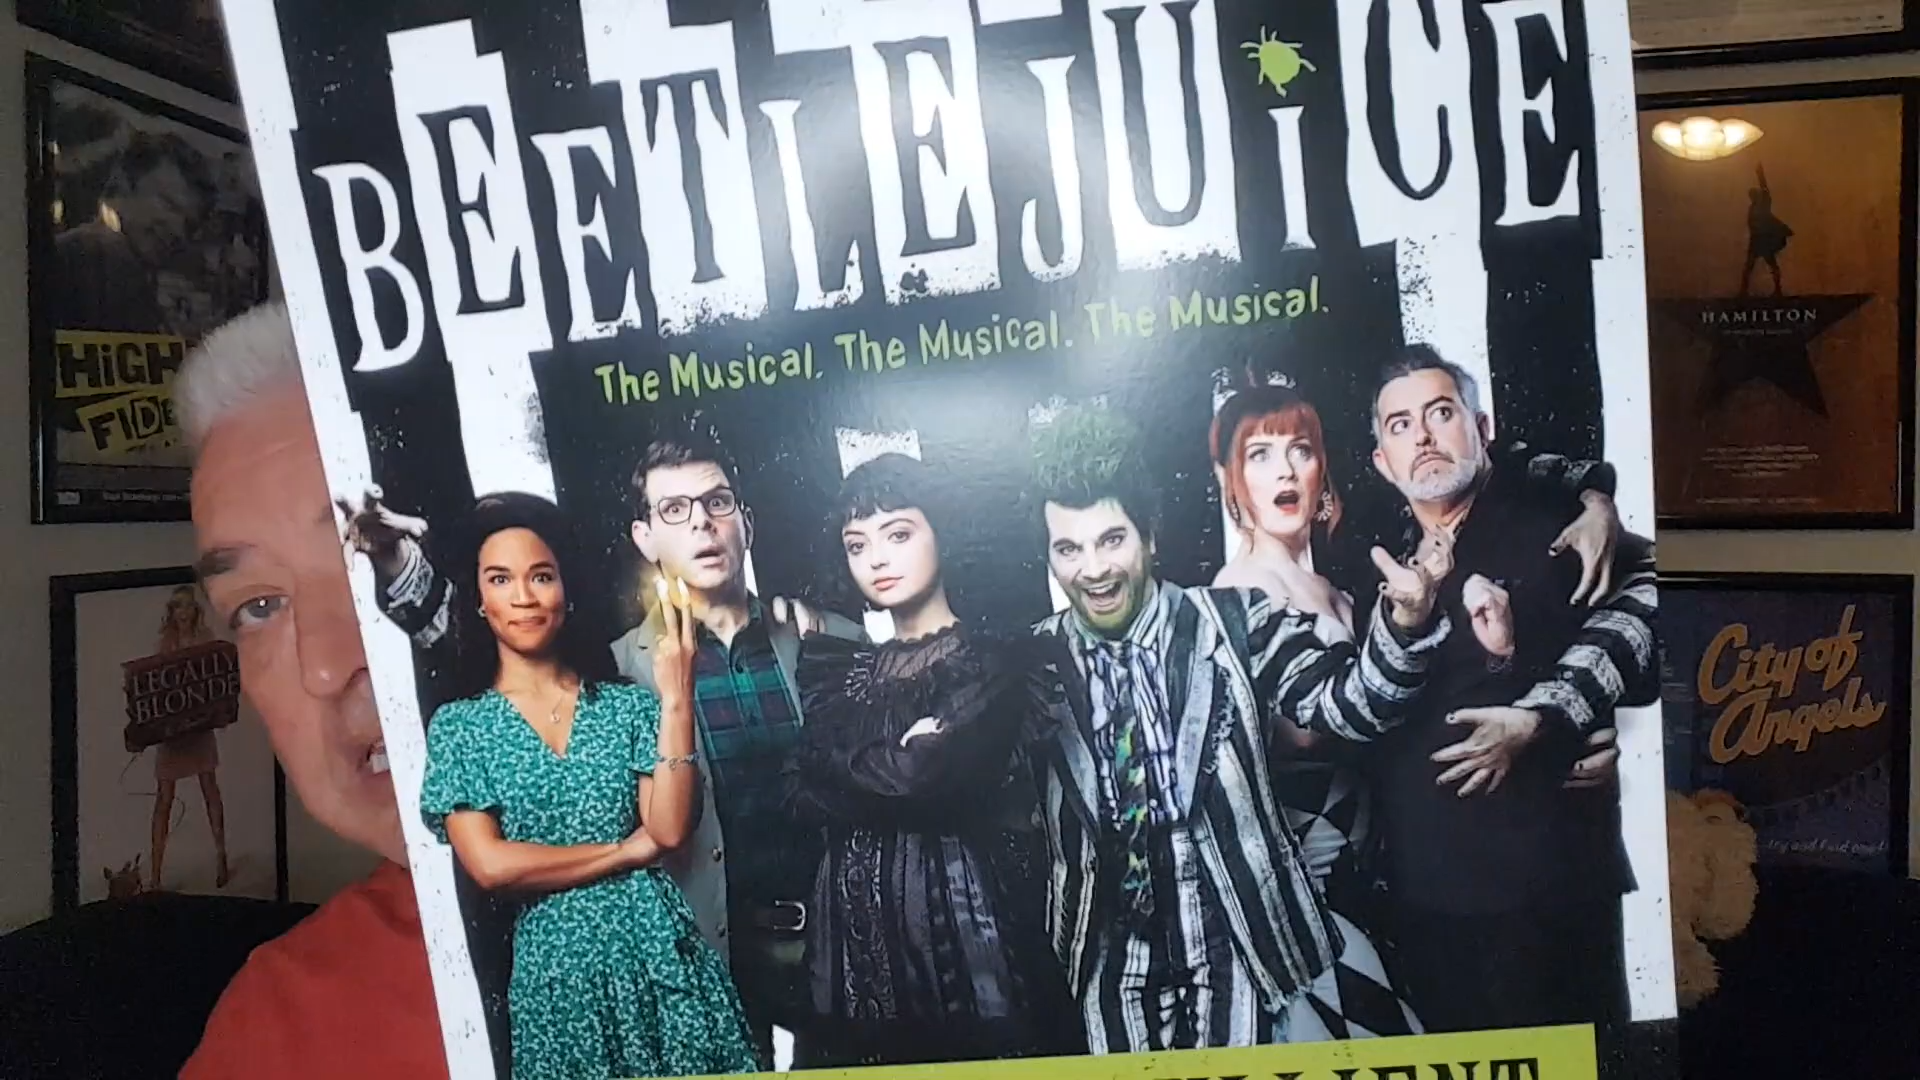 BEETLEJUiCE
The Musical. The Musical. The Musical.
HiGH
FIDE
LEGALLY
BLONDE
HAMILTON
City of
Angels